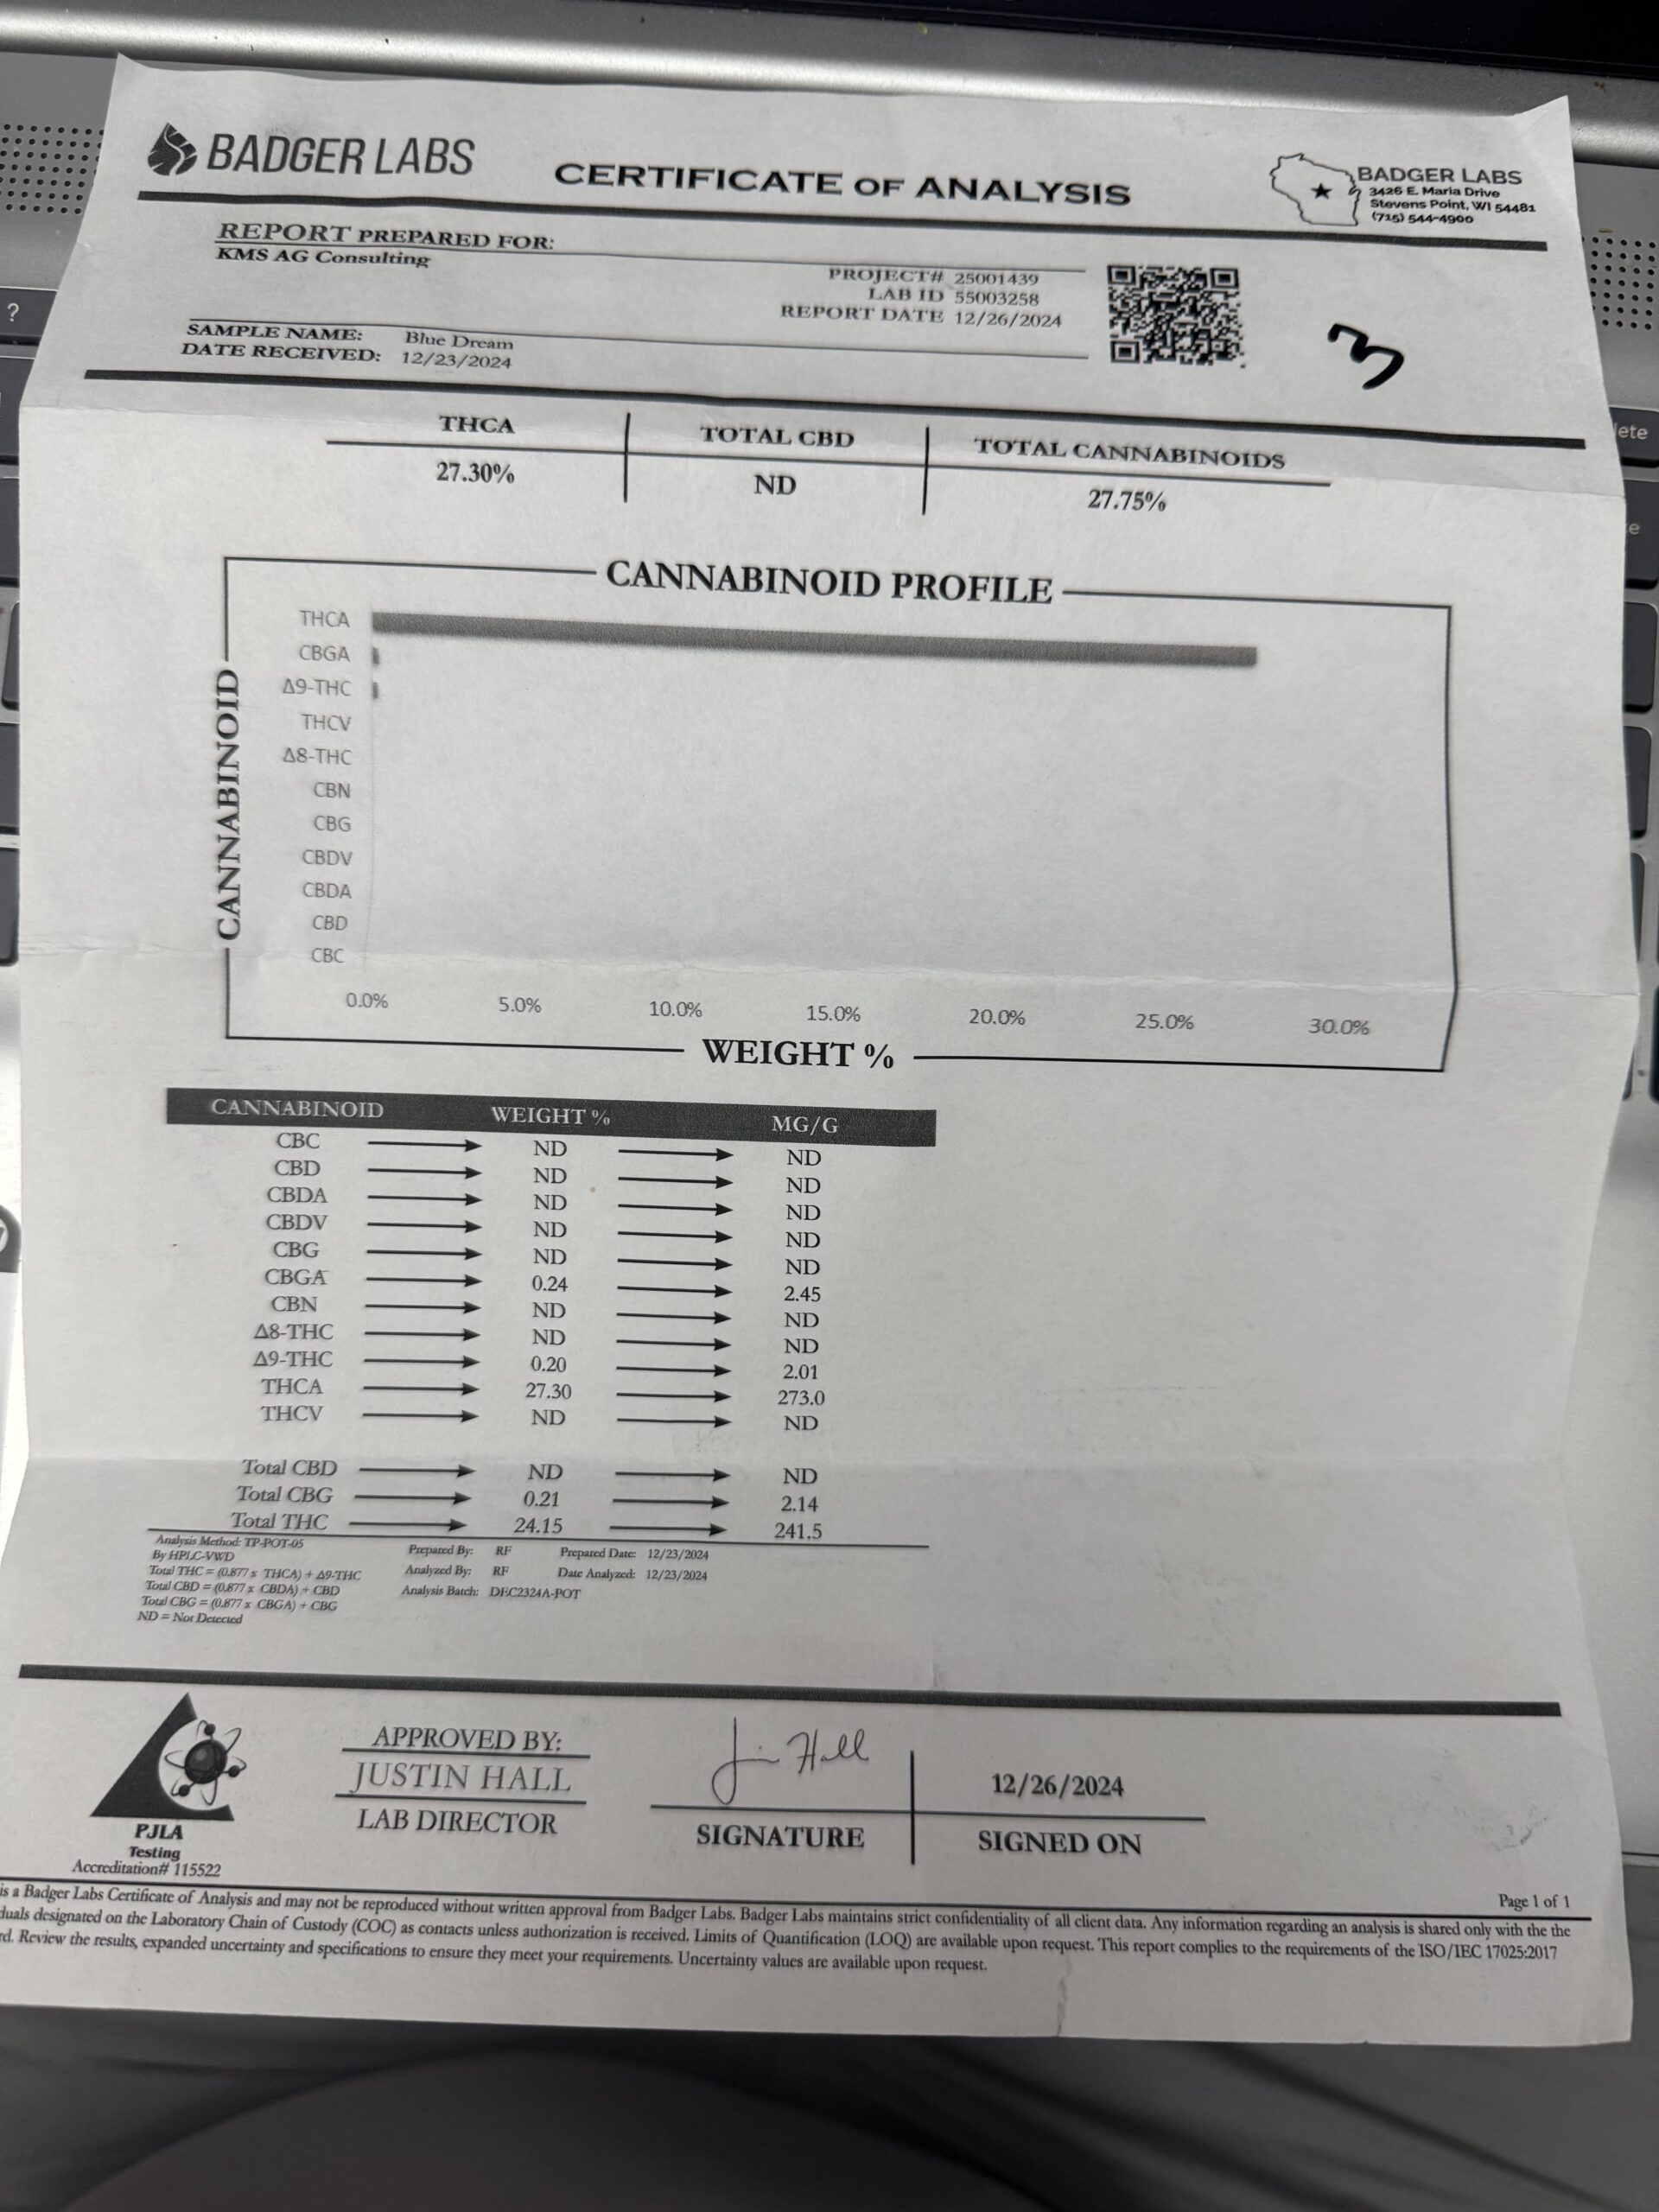 BADGER LABS
CERTIFICATE OF ANALYSIS
BADGER LABS
3426 E. Maria Drive
Stevens Point, WI 54481
(715) 544-4900
REPORT PREPARED FOR:
KMS AG Consulting
PROJECT# 25001439
LAB ID 55003258
REPORT DATE 12/26/2024
3
SAMPLE NAME: Blue Dream
DATE RECEIVED: 12/23/2024
THCA TOTAL CBD TOTAL CANNABINOIDS
27.30% ND 27.75%
CANNABINOID PROFILE
CANNABINOID
THCA
CBGA
Δ9-THC
THCV
Δ8-THC
CBN
CBG
CBDV
CBDA
CBD
CBC
0.0% 5.0% 10.0% 15.0% 20.0% 25.0% 30.0%
WEIGHT %
CANNABINOID WEIGHT % MG/G
CBC ND ND
CBD ND ND
CBDA ND ND
CBDV ND ND
CBG ND ND
CBGA 0.24 2.45
CBN ND ND
Δ8-THC ND ND
Δ9-THC 0.20 2.01
THCA 27.30 273.0
THCV ND ND
Total CBD ND ND
Total CBG 0.21 2.14
Total THC 24.15 241.5
Analysis Method: TP-POT-05
By HPLC-VWD
Total THC = (0.877 x THCA) + Δ9-THC
Total CBD = (0.877 x CBDA) + CBD
Total CBG = (0.877 x CBGA) + CBG
ND = Not Detected
Prepared By: RF Prepared Date: 12/23/2024
Analyzed By: RF Date Analyzed: 12/23/2024
Analysis Batch: DEC2324A-POT
PJLA
Testing
Accreditation# 115522
APPROVED BY:
JUSTIN HALL
LAB DIRECTOR
SIGNATURE
12/26/2024
SIGNED ON
Page 1 of 1
is a Badger Labs Certificate of Analysis and may not be reproduced without written approval from Badger Labs. Badger Labs maintains strict confidentiality of all client data. Any information regarding an analysis is shared only with the the
duals designated on the Laboratory Chain of Custody (COC) as contacts unless authorization is received. Limits of Quantification (LOQ) are available upon request. This report complies to the requirements of the ISO/IEC 17025:2017
rd. Review the results, expanded uncertainty and specifications to ensure they meet your requirements. Uncertainty values are available upon request.
?
lete